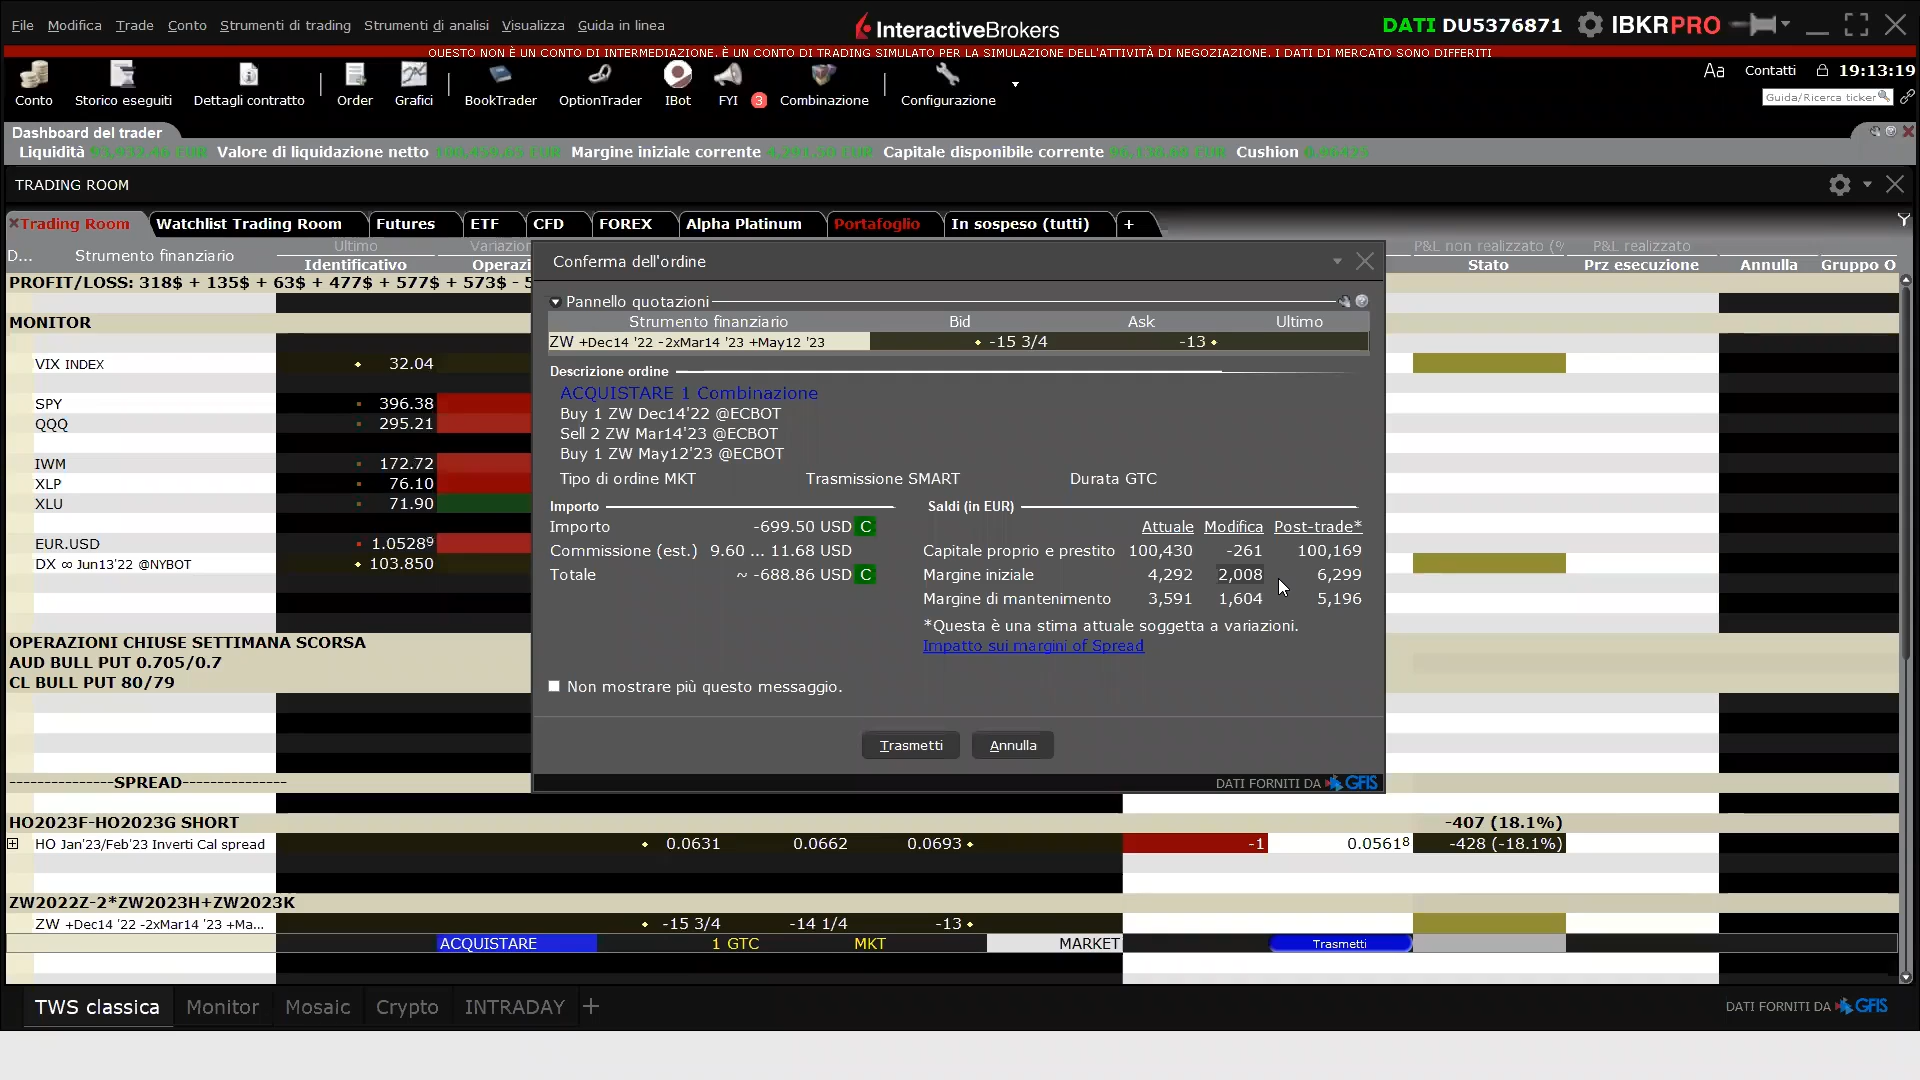 File Modifica Trade Conto Strumenti di trading Strumenti di analisi Visualizza Guida in linea
InteractiveBrokers
DATI DU5376871 IBKRPRO
QUESTO NON È UN CONTO DI INTERMEDIAZIONE. È UN CONTO DI TRADING SIMULATO PER LA SIMULAZIONE DELL'ATTIVITÀ DI NEGOZIAZIONE. I DATI DI MERCATO SONO DIFFERITI
Conto Storico eseguiti Dettagli contratto Order Grafici BookTrader OptionTrader IBot FYI 3 Combinazione Configurazione
Aa Contatti 19:13:19
Guida/Ricerca ticker
Dashboard del trader
Liquidità Valore di liquidazione netto Margine iniziale corrente Capitale disponibile corrente Cushion
TRADING ROOM
Trading Room Watchlist Trading Room Futures ETF CFD FOREX Alpha Platinum Portafoglio In sospeso (tutti) +
D... Strumento finanziario Ultimo Variazion P&L non realizzato (% P&L realizzato
Identificativo Operazi Stato Prz esecuzione Annulla Gruppo O
PROFIT/LOSS: 318$ + 135$ + 63$ + 477$ + 577$ + 573$ - 5
MONITOR
VIX INDEX 32.04
SPY 396.38
QQQ 295.21
IWM 172.72
XLP 76.10
XLU 71.90
EUR.USD 1.05289
DX ∞ Jun13'22 @NYBOT 103.850
OPERAZIONI CHIUSE SETTIMANA SCORSA
AUD BULL PUT 0.705/0.7
CL BULL PUT 80/79
Conferma dell'ordine
Pannello quotazioni
Strumento finanziario Bid Ask Ultimo
ZW +Dec14 '22 -2xMar14 '23 +May12 '23 -15 3/4 -13
Descrizione ordine
ACQUISTARE 1 Combinazione
Buy 1 ZW Dec14'22 @ECBOT
Sell 2 ZW Mar14'23 @ECBOT
Buy 1 ZW May12'23 @ECBOT
Tipo di ordine MKT Trasmissione SMART Durata GTC
Importo
Importo -699.50 USD C
Commissione (est.) 9.60 ... 11.68 USD
Totale ~ -688.86 USD C
Saldi (in EUR)
Attuale Modifica Post-trade*
Capitale proprio e prestito 100,430 -261 100,169
Margine iniziale 4,292 2,008 6,299
Margine di mantenimento 3,591 1,604 5,196
*Questa è una stima attuale soggetta a variazioni.
Impatto sui margini of Spread
Non mostrare più questo messaggio.
Trasmetti Annulla
DATI FORNITI DA GFIS
---------------SPREAD---------------
HO2023F-HO2023G SHORT -407 (18.1%)
HO Jan'23/Feb'23 Inverti Cal spread 0.0631 0.0662 0.0693 -1 0.05618 -428 (-18.1%)
ZW2022Z-2*ZW2023H+ZW2023K
ZW +Dec14 '22 -2xMar14 '23 +Ma... -15 3/4 -14 1/4 -13
ACQUISTARE 1 GTC MKT MARKET Trasmetti
TWS classica Monitor Mosaic Crypto INTRADAY +
DATI FORNITI DA GFIS